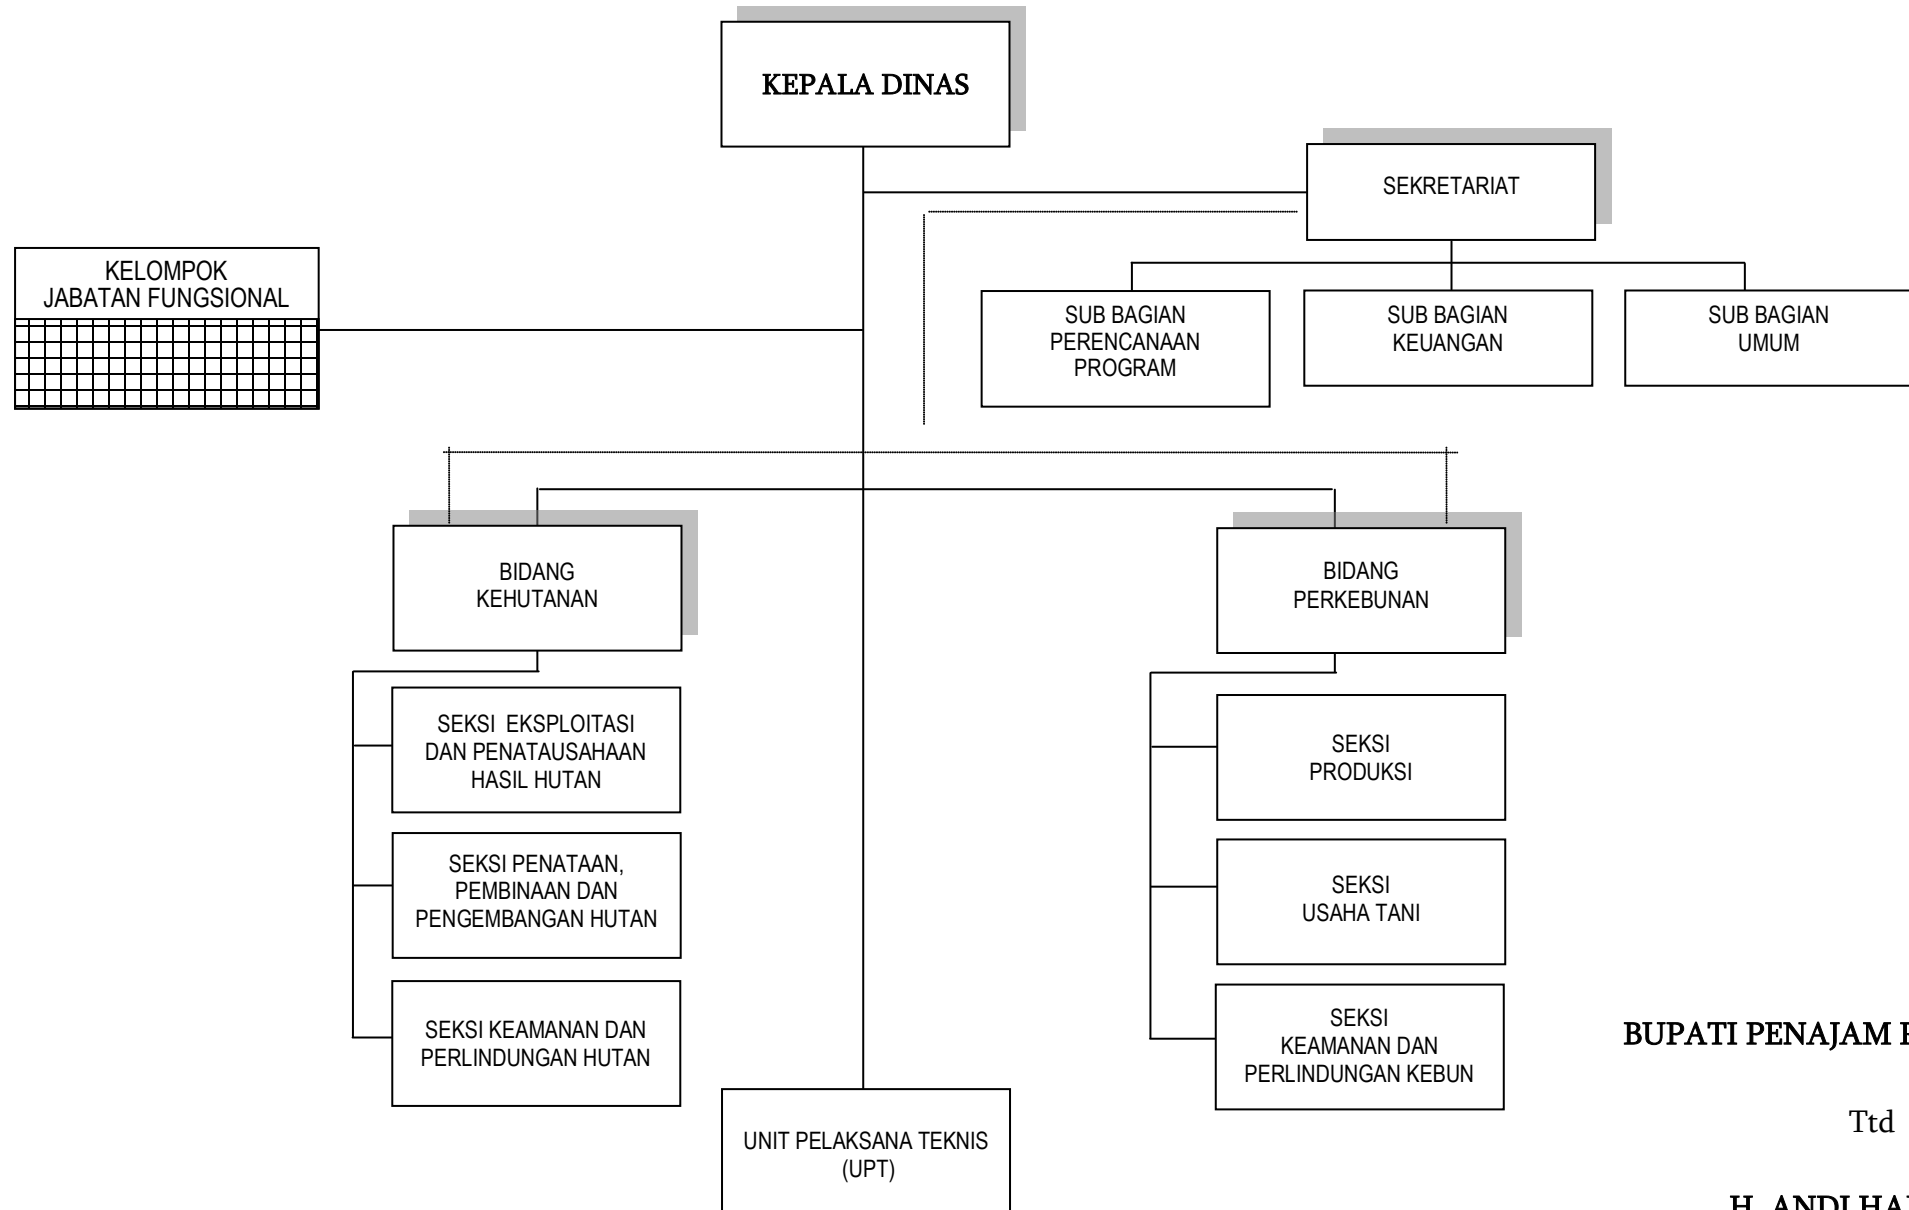 KEPALA DINAS
SEKRETARIAT
KELOMPOK
JABATAN FUNGSIONAL
SUB BAGIAN
PERENCANAAN
PROGRAM
SUB BAGIAN
KEUANGAN
SUB BAGIAN
UMUM
BIDANG
KEHUTANAN
BIDANG
PERKEBUNAN
SEKSI EKSPLOITASI
DAN PENATAUSAHAAN
HASIL HUTAN
SEKSI
PRODUKSI
SEKSI PENATAAN,
PEMBINAAN DAN
PENGEMBANGAN HUTAN
SEKSI
USAHA TANI
SEKSI KEAMANAN DAN
PERLINDUNGAN HUTAN
SEKSI
KEAMANAN DAN
PERLINDUNGAN KEBUN
UNIT PELAKSANA TEKNIS
(UPT)
BUPATI PENAJAM
Ttd
H. ANDI